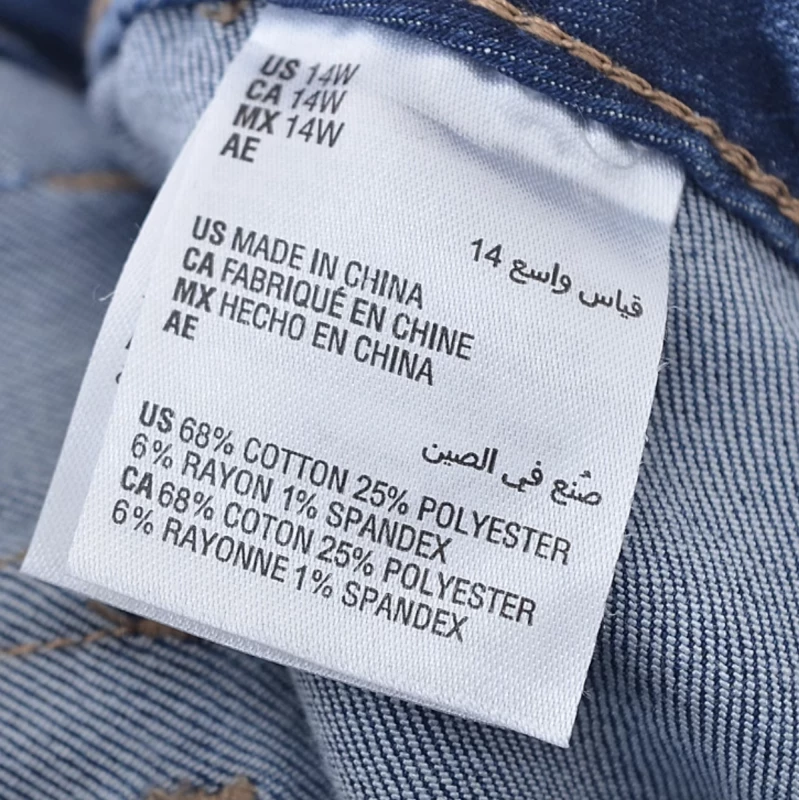 US 14W
CA 14W
MX 14W
AE
قياس واسع 14
US MADE IN CHINA
CA FABRIQUÉ EN CHINE
MX HECHO EN CHINA
AE
صُنع في الصين
US 68% COTTON 25% POLYESTER
6% RAYON 1% SPANDEX
CA 68% COTON 25% POLYESTER
6% RAYONNE 1% SPANDEX